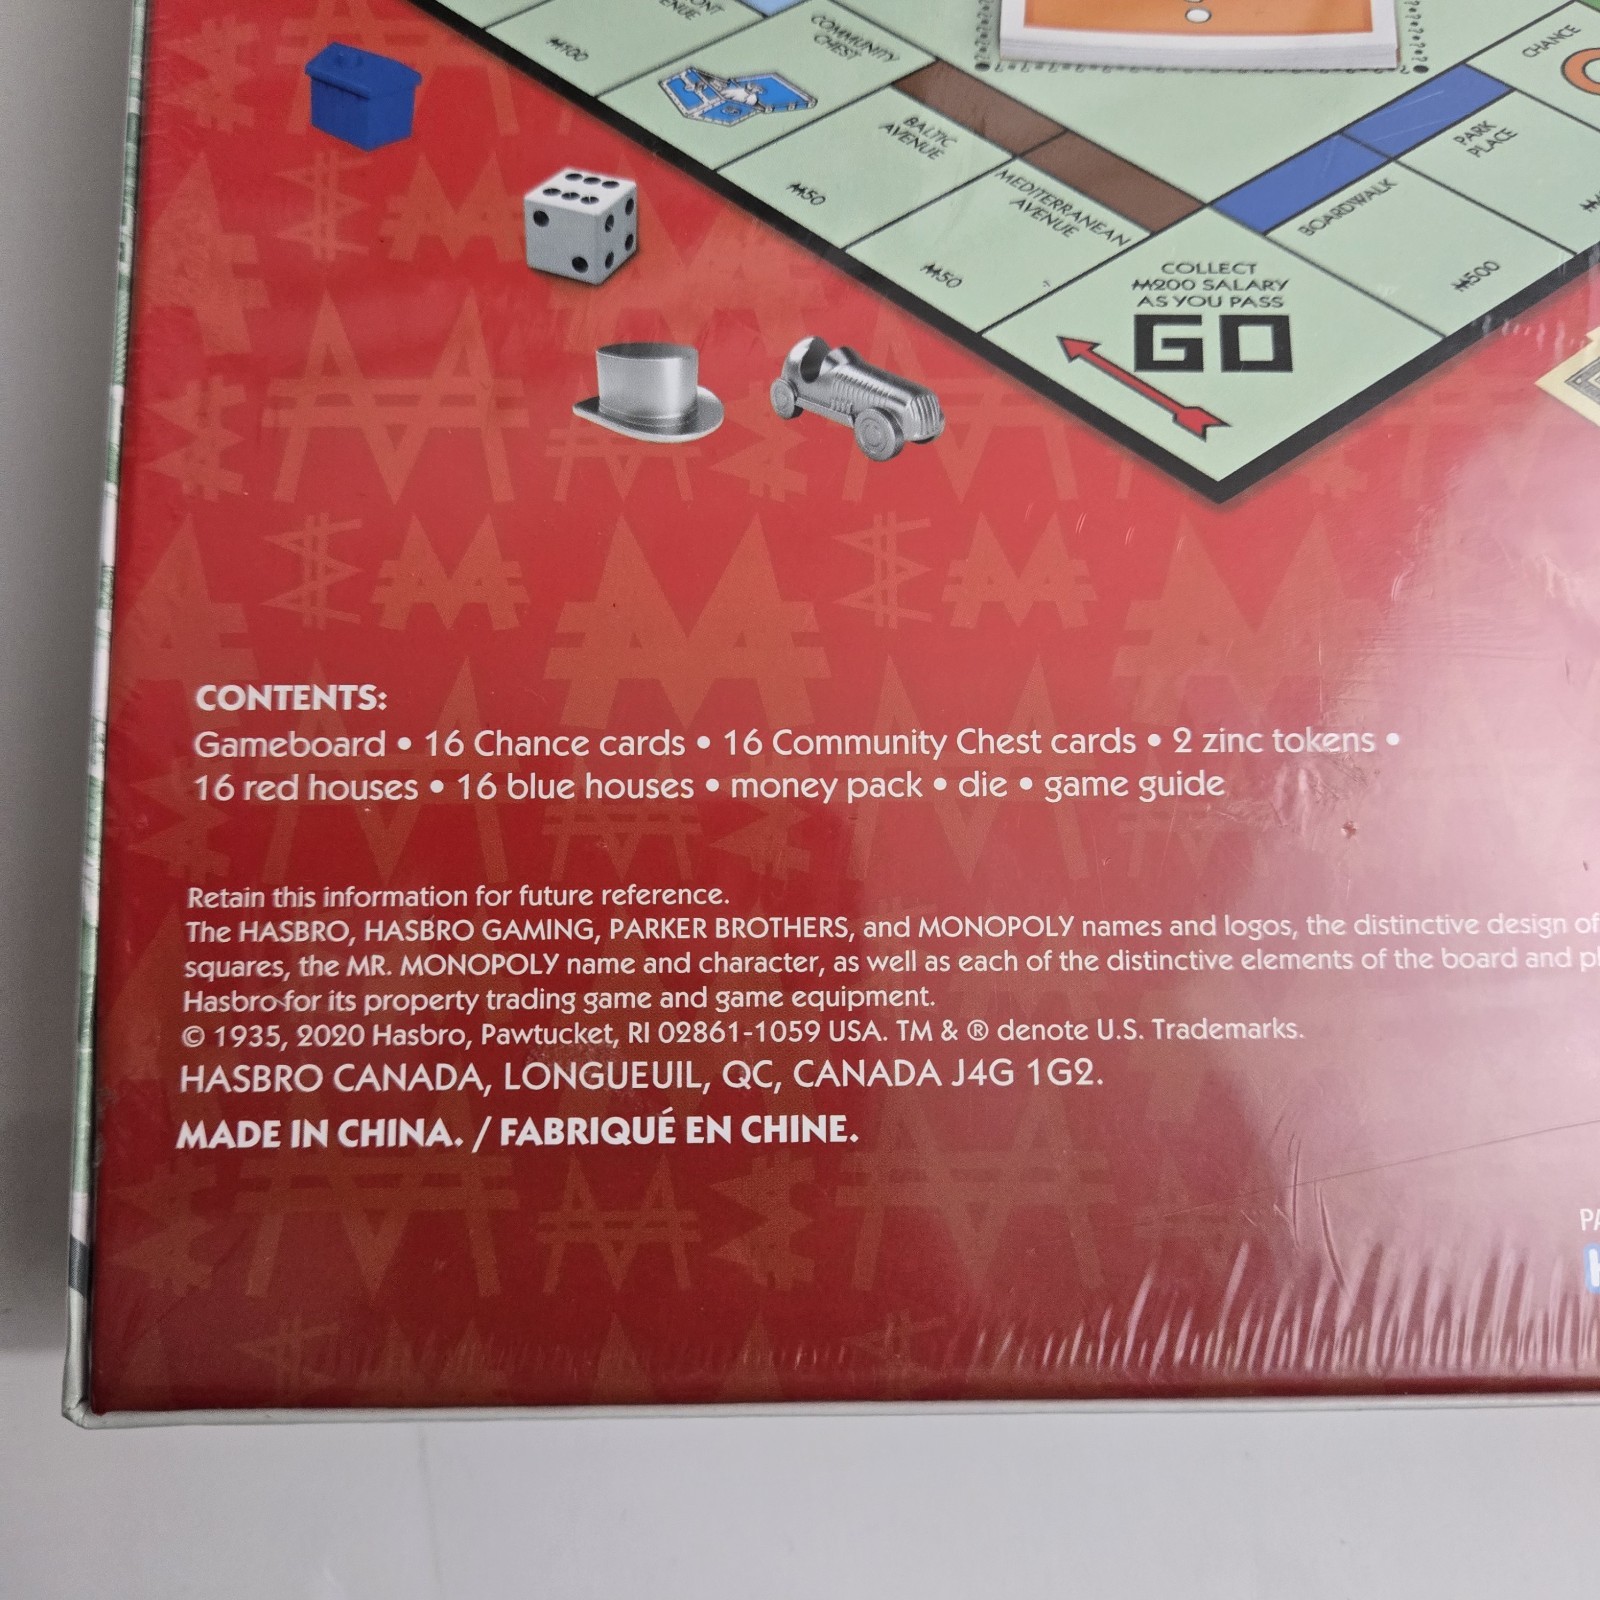 ₩100
COMMUNITY
CHEST
CHANCE
BALTIC
AVENUE
₩50
MEDITERRANEAN
AVENUE
₩50
PARK
PLACE
BOARDWALK
₩500
COLLECT
₩200 SALARY
AS YOU PASS
GO
CONTENTS:
Gameboard • 16 Chance cards • 16 Community Chest cards • 2 zinc tokens •
16 red houses • 16 blue houses • money pack • die • game guide
Retain this information for future reference.
The HASBRO, HASBRO GAMING, PARKER BROTHERS, and MONOPOLY names and logos, the distinctive design of
squares, the MR. MONOPOLY name and character, as well as each of the distinctive elements of the board and
Hasbro for its property trading game and game equipment.
© 1935, 2020 Hasbro, Pawtucket, RI 02861-1059 USA. TM & ® denote U.S. Trademarks.
HASBRO CANADA, LONGUEUIL, QC, CANADA J4G 1G2.
MADE IN CHINA. / FABRIQUÉ EN CHINE.